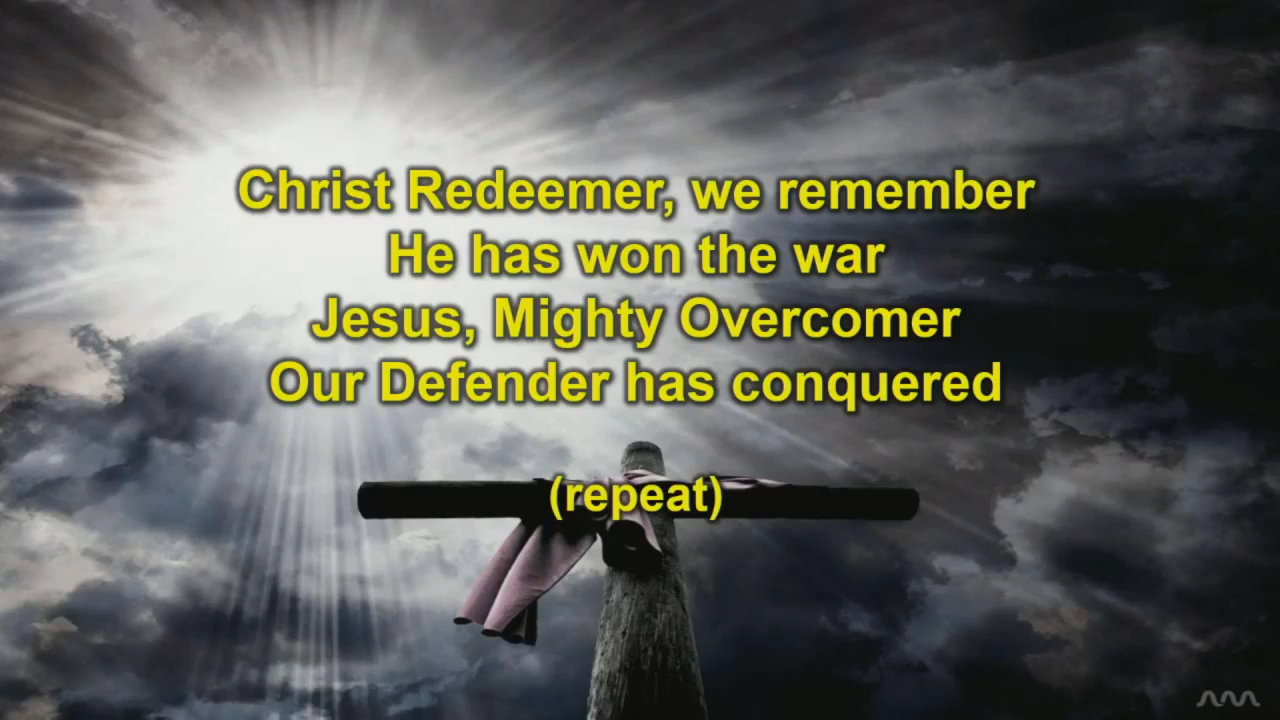 Christ Redeemer, we remember
He has won the war
Jesus, Mighty Overcomer
Our Defender has conquered
(repeat)